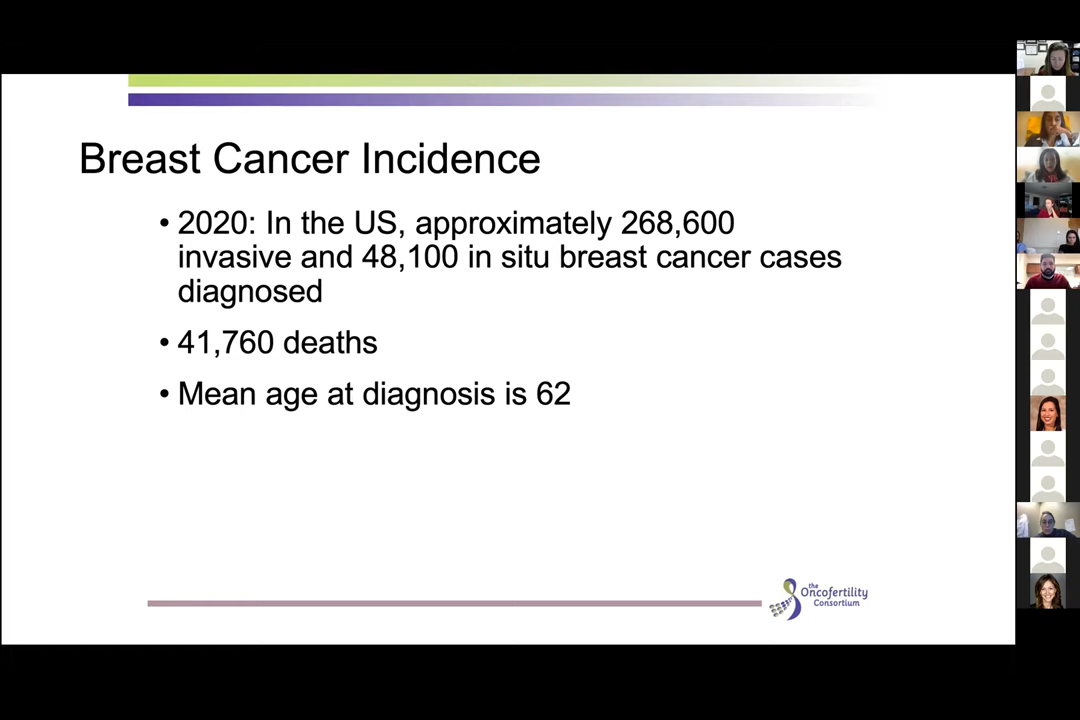 Breast Cancer Incidence
• 2020: In the US, approximately 268,600
invasive and 48,100 in situ breast cancer cases
diagnosed
• 41,760 deaths
• Mean age at diagnosis is 62
the
Oncofertility
Consortium